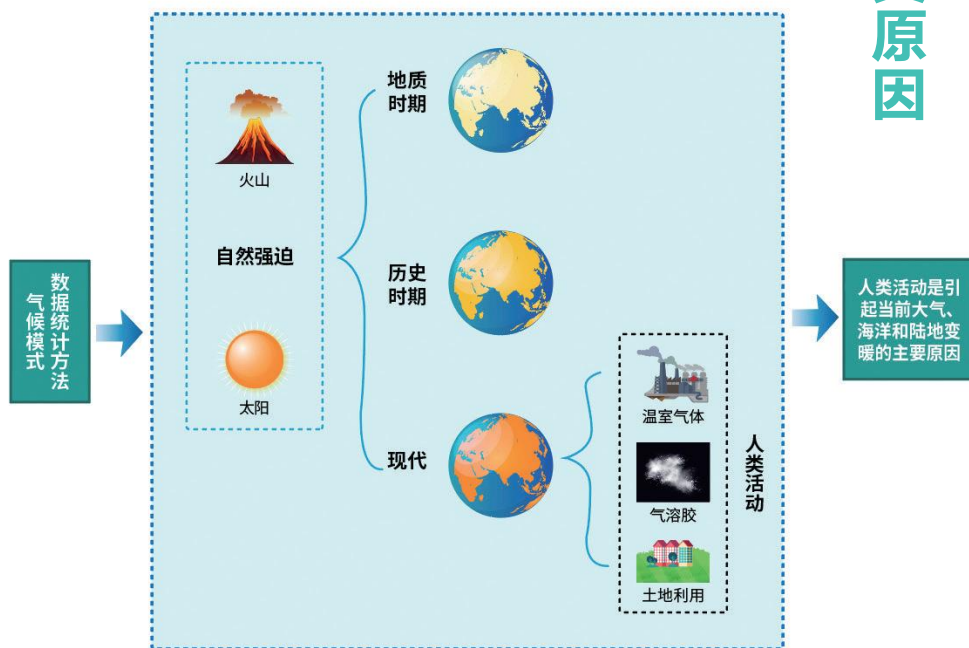 原因
火山
自然强迫
太阳
地质
时期
历史
时期
现代
温室气体
气溶胶
土地利用
人类活动
数据统计方法
气候模式
人类活动是引
起当前大气、
海洋和陆地变
暖的主要原因